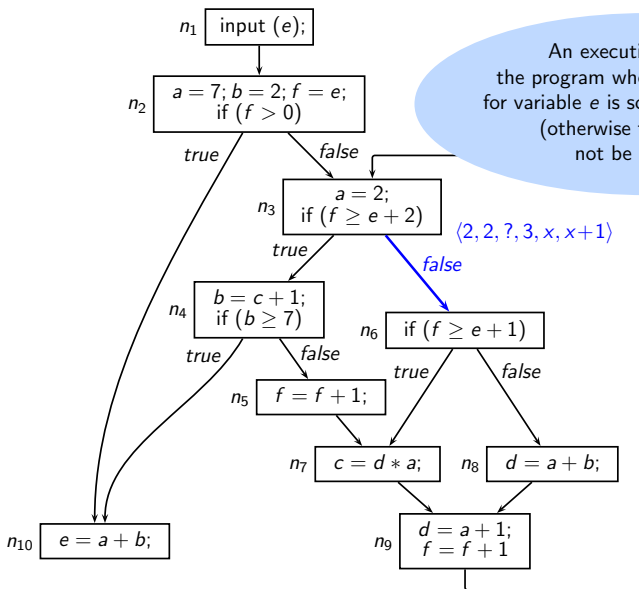 n1 input (e);
An executi
a = 7; b = 2; f = e;
the program whe
n2
if (f > 0)
for variable e is so
(otherwise t
true
false
not be
a = 2;
n3
if (f ≥ e + 2)
⟨2, 2, ?, 3, x, x+1⟩
true
false
b = c + 1;
n4
if (b ≥ 7)
n6 if (f ≥ e + 1)
true
false
true
false
n5 f = f + 1;
n7 c = d ∗ a;
n8 d = a + b;
n10 e = a + b;
d = a + 1;
n9
f = f + 1